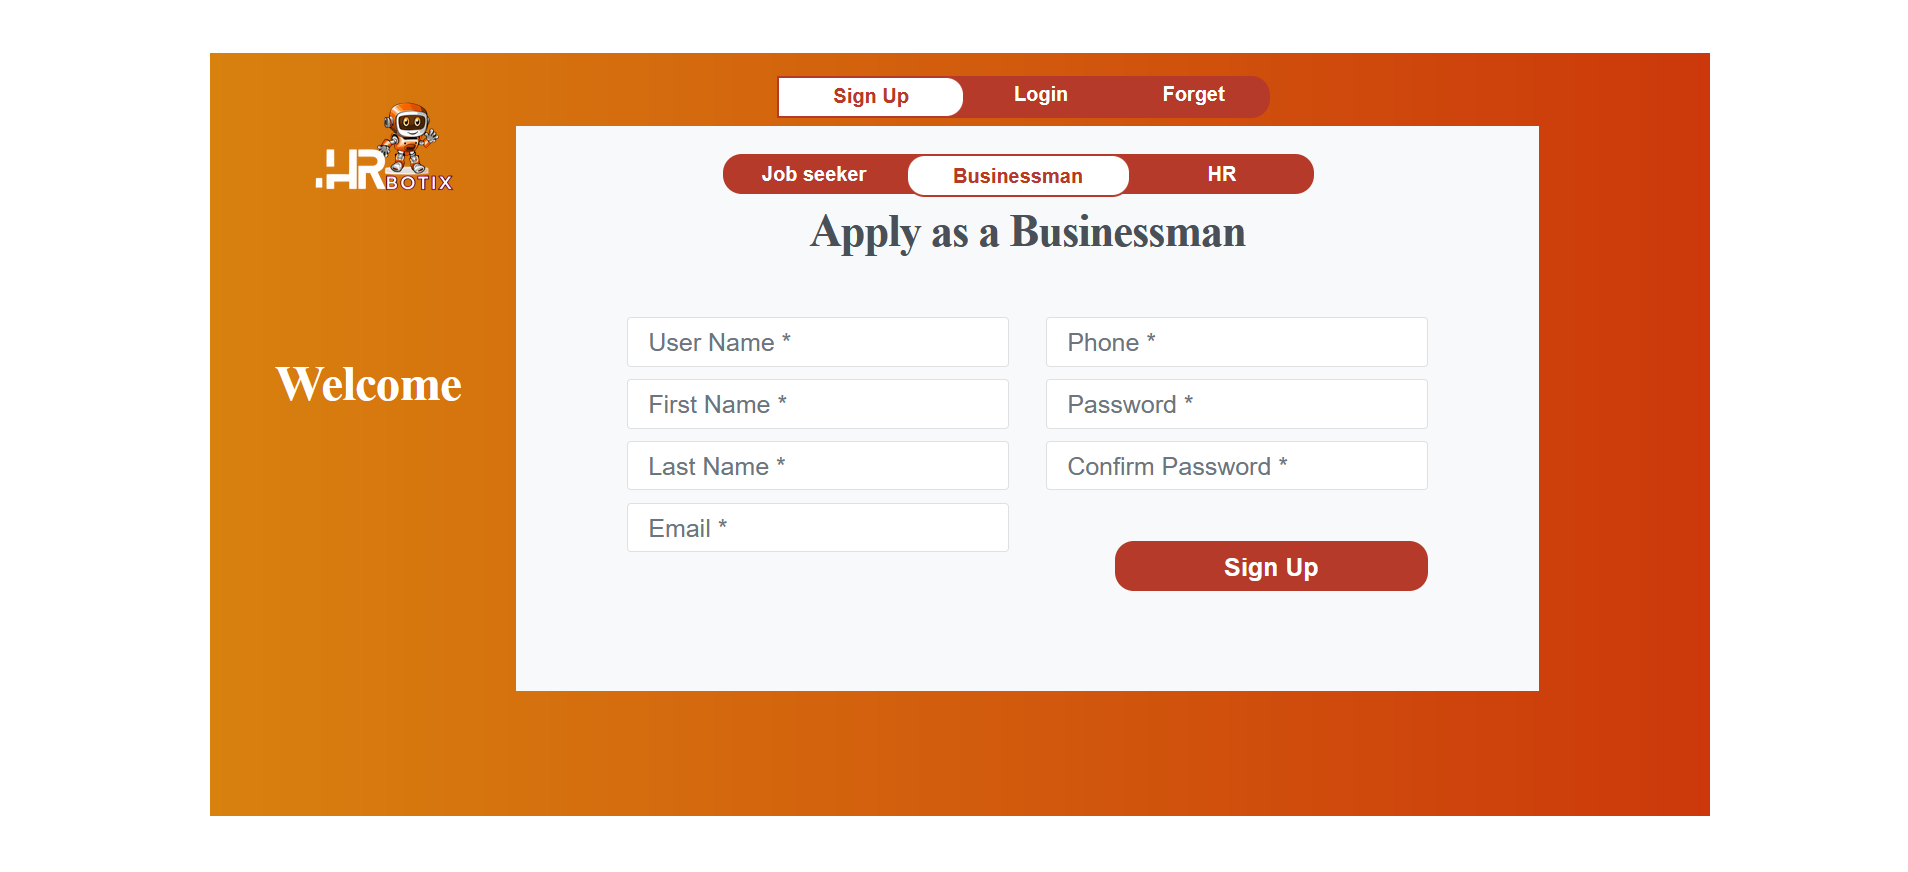 Sign Up Login Forget
HR
BOTIX
Job seeker Businessman HR
Apply as a Businessman
Welcome
User Name * Phone *
First Name * Password *
Last Name * Confirm Password *
Email *
Sign Up